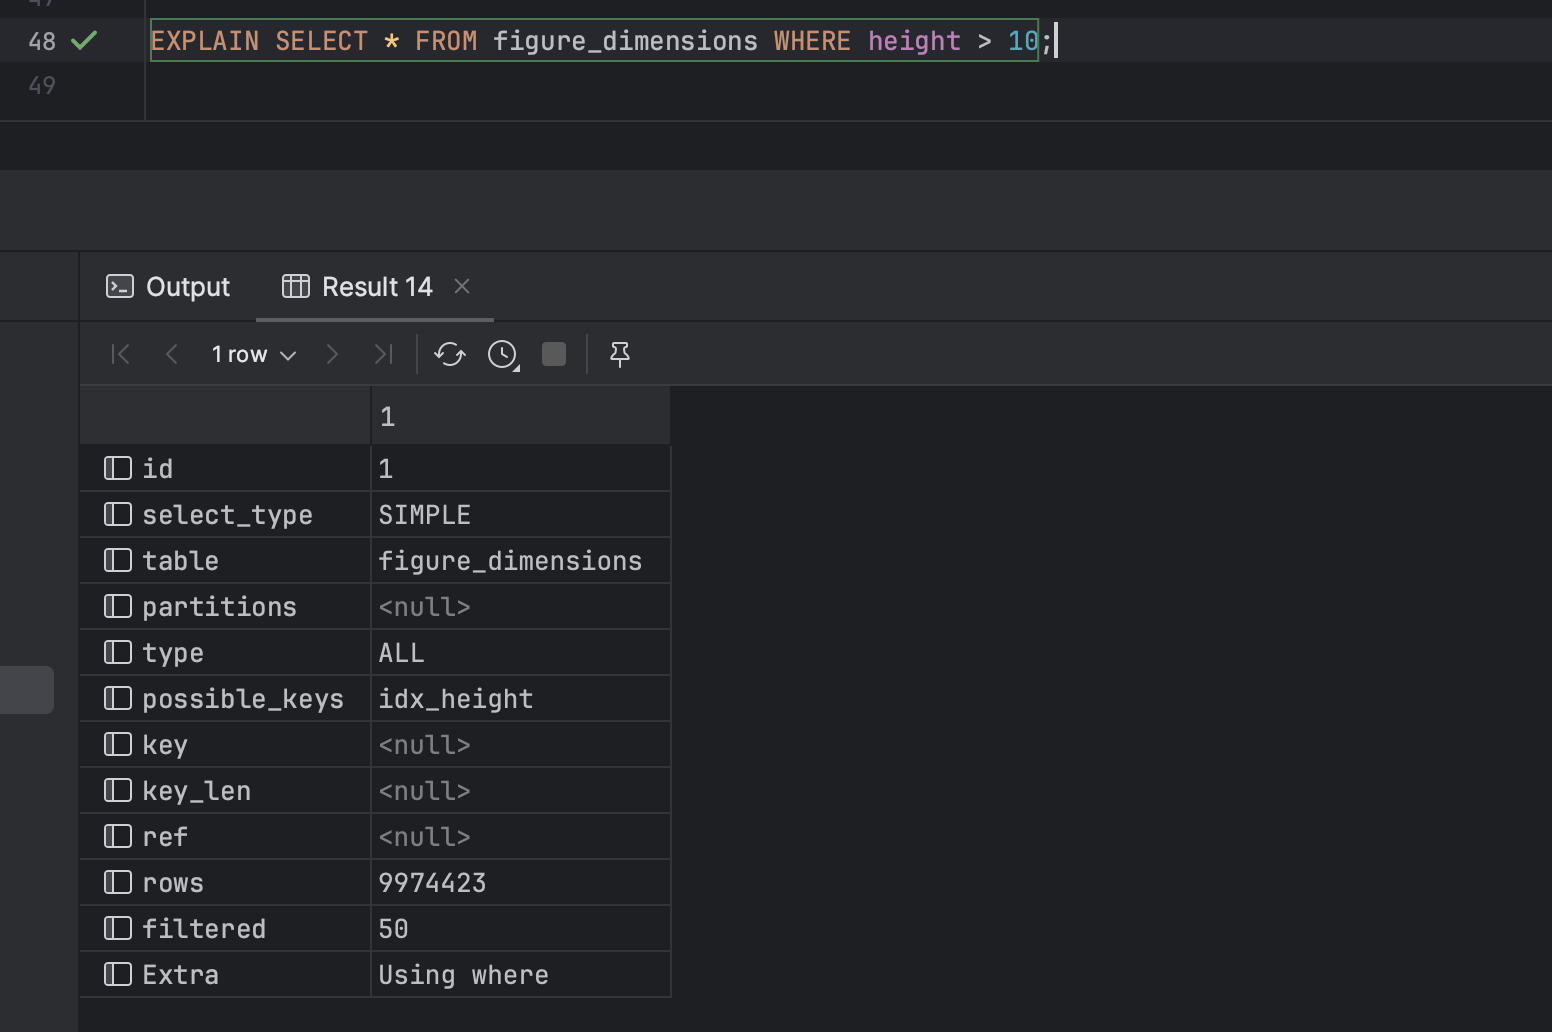 48 EXPLAIN SELECT * FROM figure_dimensions WHERE height > 10;
49
Output Result 14
1 row
1
id 1
select_type SIMPLE
table figure_dimensions
partitions <null>
type ALL
possible_keys idx_height
key <null>
key_len <null>
ref <null>
rows 9974423
filtered 50
Extra Using where